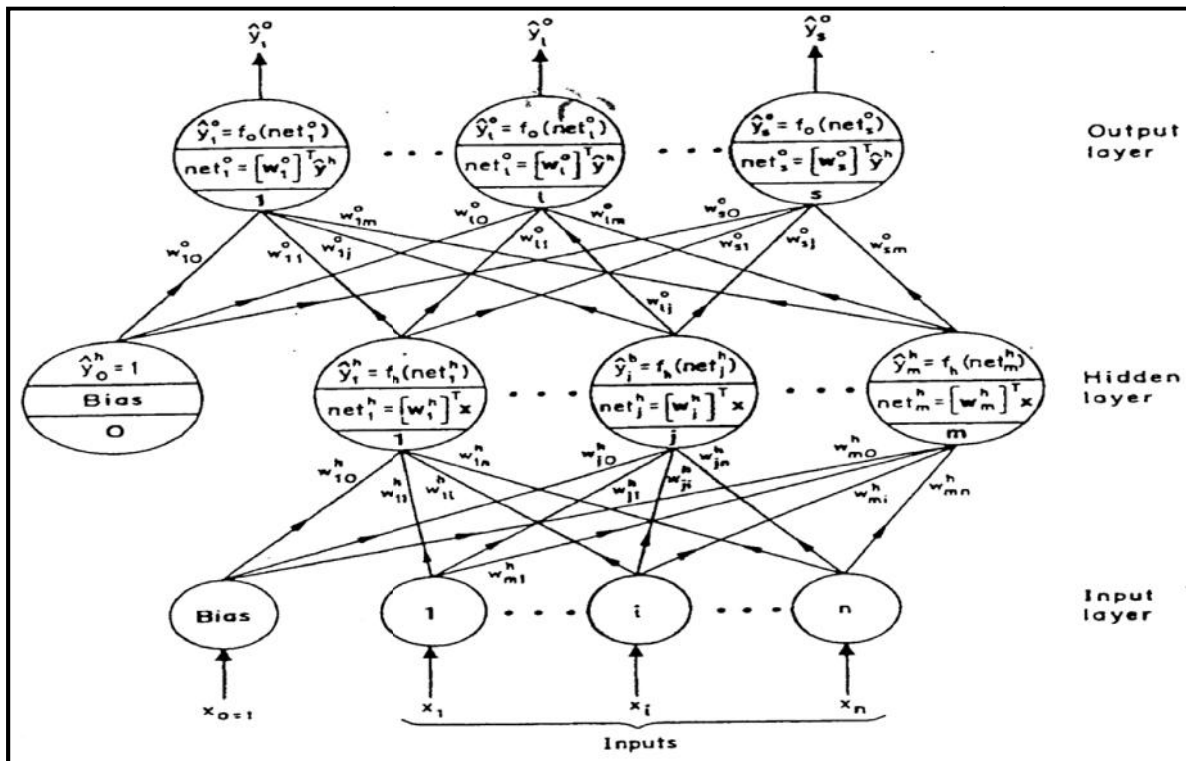 ŷ₁ᵒ ŷₗᵒ ŷₛᵒ
ŷ₁ᵒ = fₒ(net₁ᵒ) ŷₗᵒ = fₒ(netₗᵒ) ŷₛᵒ = fₒ(netₛᵒ)
Output
net₁ᵒ = [w₁ᵒ]ᵀ ŷʰ netₗᵒ = [wₗᵒ]ᵀ ŷʰ netₛᵒ = [wₛᵒ]ᵀ ŷʰ
layer
1 l s
w₁₀ᵒ w₁₁ᵒ w₁ⱼᵒ w₁ₘᵒ wₗ₀ᵒ wₗ₁ᵒ wₗₘᵒ wₛ₀ᵒ wₛ₁ᵒ wₛⱼᵒ wₛₘᵒ
wₗⱼᵒ
ŷ₀ʰ = 1 ŷ₁ʰ = fₕ(net₁ʰ) ŷⱼʰ = fₕ(netⱼʰ) ŷₘʰ = fₕ(netₘʰ)
Hidden
Bias net₁ʰ = [w₁ʰ]ᵀ x netⱼʰ = [wⱼʰ]ᵀ x netₘʰ = [wₘʰ]ᵀ x
layer
0 1 j m
w₁₀ʰ w₁₁ʰ w₁ᵢʰ w₁ₙʰ wⱼ₀ʰ wⱼ₁ʰ wⱼᵢʰ wⱼₙʰ wₘ₀ʰ wₘᵢʰ wₘₙʰ
wₘ₁ʰ
Input
Bias 1 i n
layer
x₀₌₁ x₁ xᵢ xₙ
Inputs